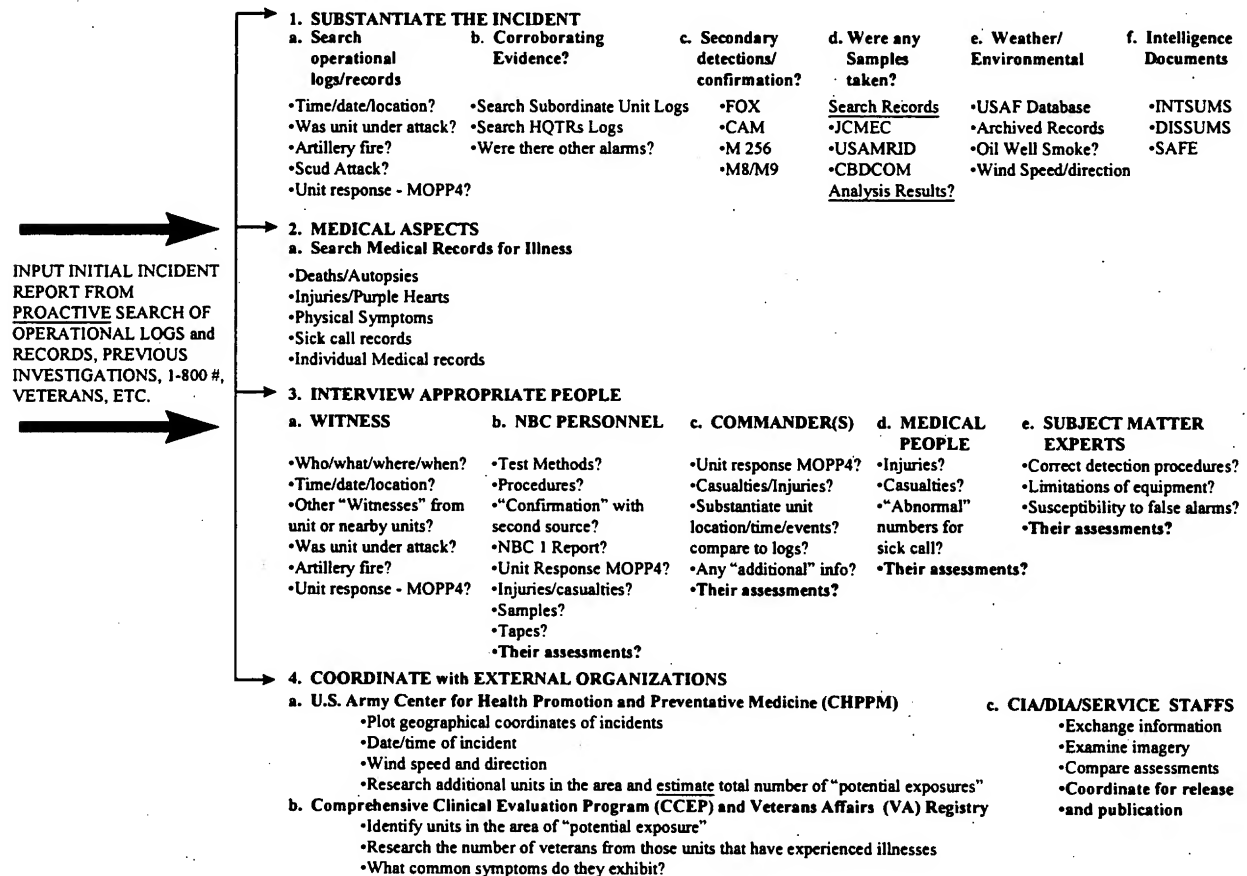 1. SUBSTANTIATE THE INCIDENT
a. Search
operational
logs/records
•Time/date/location?
•Was unit under attack?
•Artillery fire?
•Scud Attack?
•Unit response - MOPP4?
b. Corroborating
Evidence?
•Search Subordinate Unit Logs
•Search HQTRs Logs
•Were there other alarms?
c. Secondary
detections/
confirmation?
•FOX
•CAM
•M 256
•M8/M9
d. Were any
Samples
taken?
Search Records
•JCMEC
•USAMRID
•CBDCOM
Analysis Results?
e. Weather/
Environmental
•USAF Database
•Archived Records
•Oil Well Smoke?
•Wind Speed/direction
f. Intelligence
Documents
•INTSUMS
•DISSUMS
•SAFE
INPUT INITIAL INCIDENT
REPORT FROM
PROACTIVE SEARCH OF
OPERATIONAL LOGS and
RECORDS, PREVIOUS
INVESTIGATIONS, 1-800 #,
VETERANS, ETC.
2. MEDICAL ASPECTS
a. Search Medical Records for Illness
•Deaths/Autopsies
•Injuries/Purple Hearts
•Physical Symptoms
•Sick call records
•Individual Medical records
3. INTERVIEW APPROPRIATE PEOPLE
a. WITNESS
•Who/what/where/when?
•Time/date/location?
•Other "Witnesses" from
unit or nearby units?
•Was unit under attack?
•Artillery fire?
•Unit response - MOPP4?
b. NBC PERSONNEL
•Test Methods?
•Procedures?
•"Confirmation" with
second source?
•NBC 1 Report?
•Unit Response MOPP4?
•Injuries/casualties?
•Samples?
•Tapes?
•Their assessments?
c. COMMANDER(S)
•Unit response MOPP4?
•Casualties/Injuries?
•Substantiate unit
location/time/events?
compare to logs?
•Any "additional" info?
•Their assessments?
d. MEDICAL
PEOPLE
•Injuries?
•Casualties?
•"Abnormal"
numbers for
sick call?
•Their assessments?
e. SUBJECT MATTER
EXPERTS
•Correct detection procedures?
•Limitations of equipment?
•Susceptibility to false alarms?
•Their assessments?
4. COORDINATE with EXTERNAL ORGANIZATIONS
a. U.S. Army Center for Health Promotion and Preventative Medicine (CHPPM)
•Plot geographical coordinates of incidents
•Date/time of incident
•Wind speed and direction
•Research additional units in the area and estimate total number of "potential exposures"
b. Comprehensive Clinical Evaluation Program (CCEP) and Veterans Affairs (VA) Registry
•Identify units in the area of "potential exposure"
•Research the number of veterans from those units that have experienced illnesses
•What common symptoms do they exhibit?
c. CIA/DIA/SERVICE STAFFS
•Exchange information
•Examine imagery
•Compare assessments
•Coordinate for release
•and publication